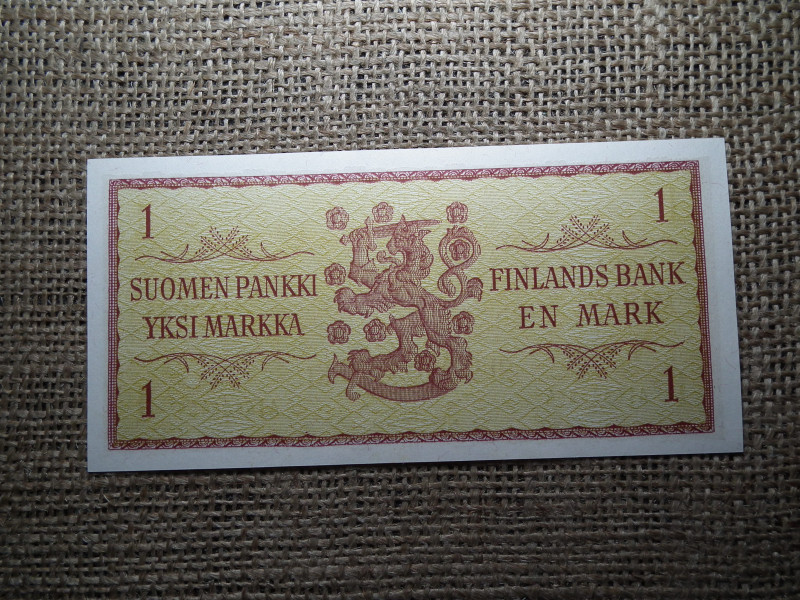 1
SUOMEN PANKKI
YKSI MARKKA
1
1
FINLANDS BANK
EN MARK
1